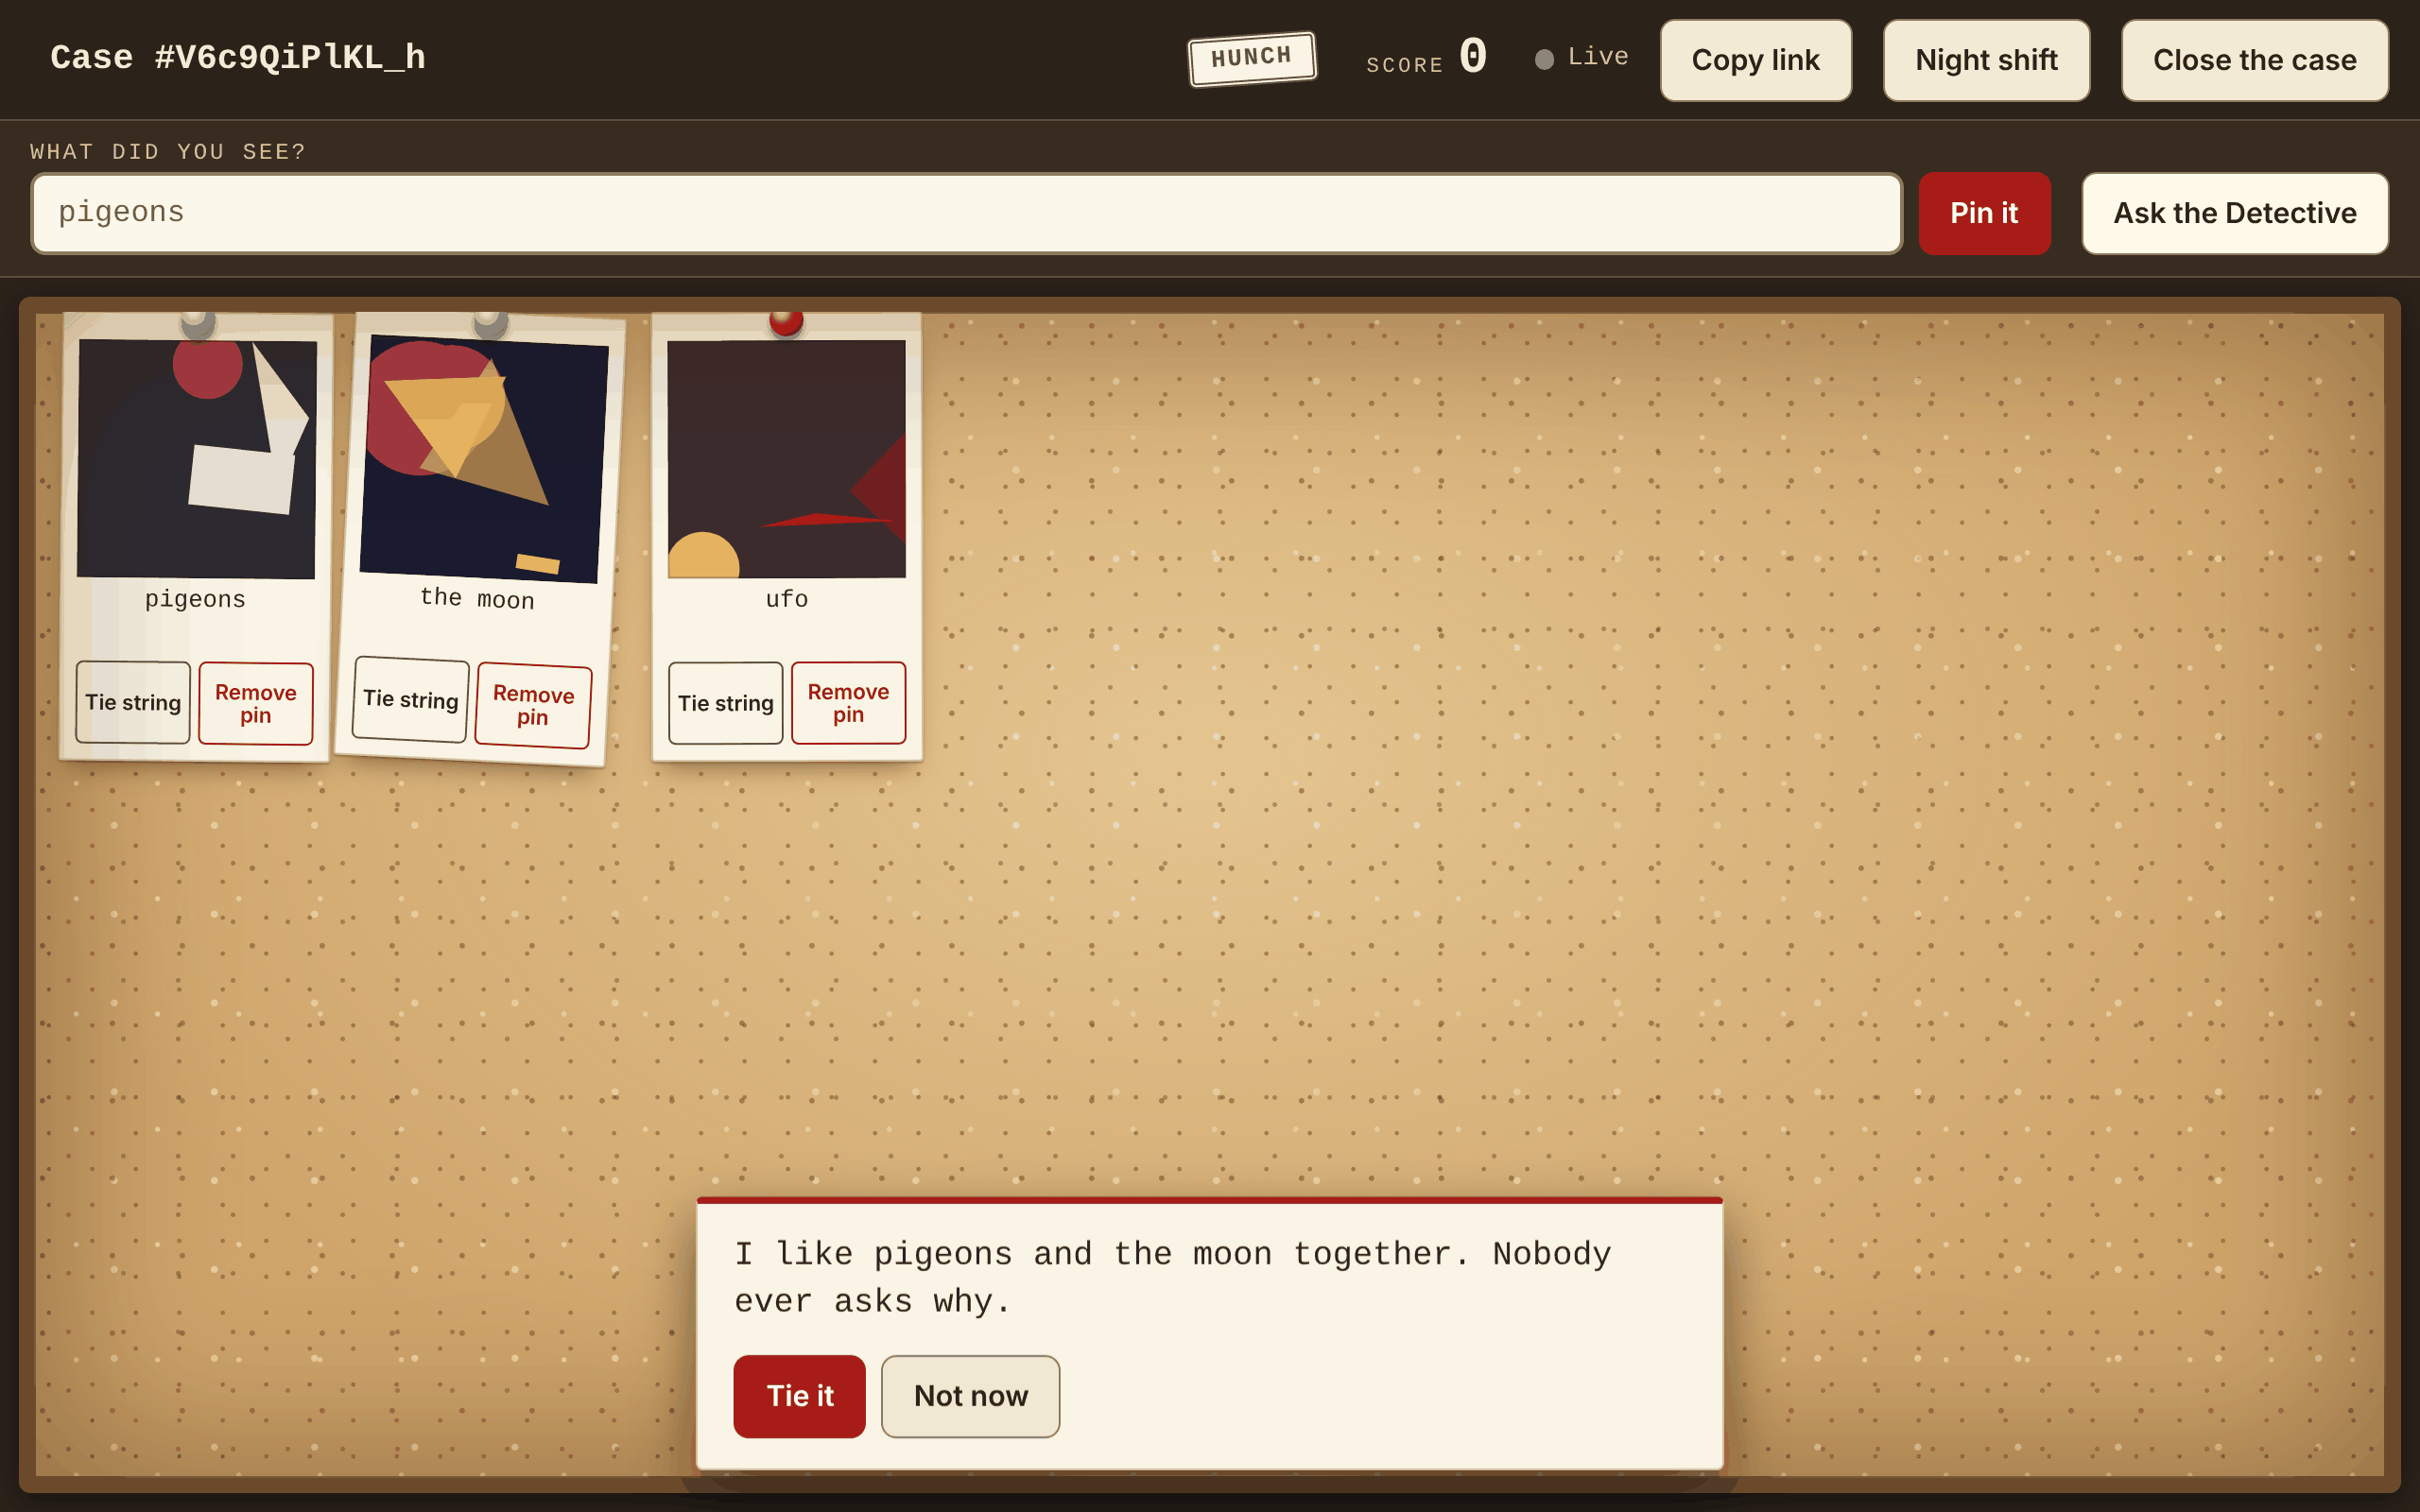 Case #V6c9QiPlKL_h
HUNCH
SCORE 0
Live
Copy link
Night shift
Close the case
WHAT DID YOU SEE?
pigeons
Pin it
Ask the Detective
pigeons
Tie string
Remove
pin
the moon
Tie string
Remove
pin
ufo
Tie string
Remove
pin
I like pigeons and the moon together. Nobody
ever asks why.
Tie it
Not now